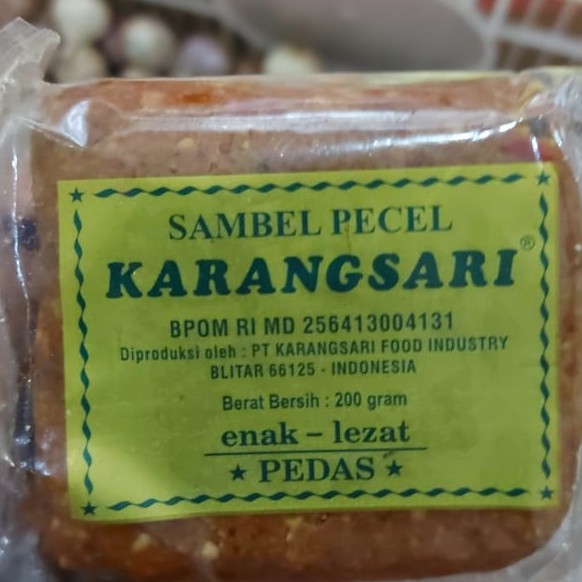 SAMBEL PECEL
KARANGSARI®
BPOM RI MD 256413004131
Diproduksi oleh : PT KARANGSARI FOOD INDUSTRY
BLITAR 66125 - INDONESIA
Berat Bersih : 200 gram
enak – lezat
★ PEDAS ★